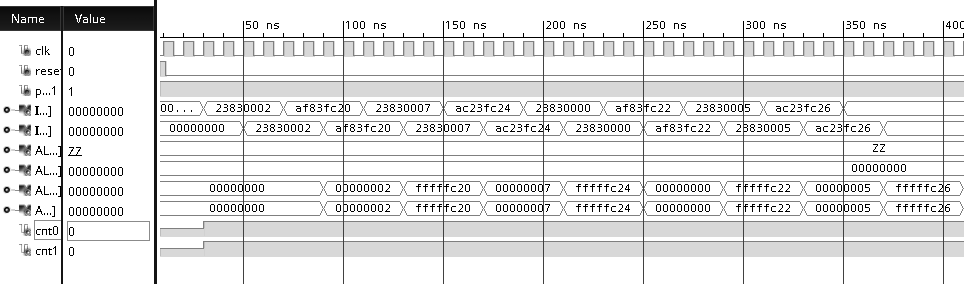 Name Value |50 ns |100 ns |150 ns |200 ns |250 ns |300 ns |350 ns |400
clk 0
rese 0
p...1 1
I...] 00000000 00... 23830002 af83fc20 23830007 ac23fc24 23830000 af83fc22 23830005 ac23fc26
I...] 00000000 00000000 23830002 af83fc20 23830007 ac23fc24 23830000 af83fc22 23830005 ac23fc26
AL...] ZZ ZZ
AL...] 00000000 00000000
AL...] 00000000 00000000 00000002 fffffc20 00000007 fffffc24 00000000 fffffc22 00000005 fffffc26
A...] 00000000 00000000 00000002 fffffc20 00000007 fffffc24 00000000 fffffc22 00000005 fffffc26
cnt0 0
cnt1 0